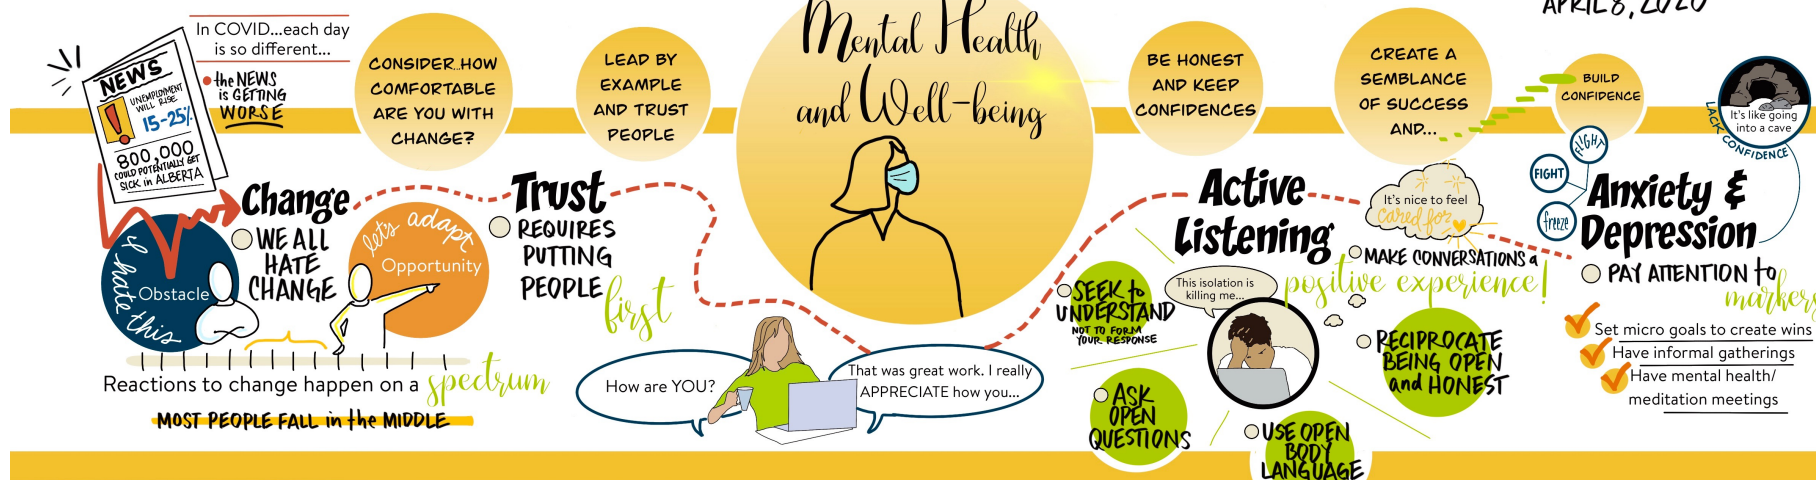 APRIL 8, 2020
In COVID...each day
is so different...
the NEWS
is GETTING
WORSE
NEWS
!
UNEMPLOYMENT
WILL RISE
15-25%
800,000
COULD POTENTIALLY GET
SICK in ALBERTA
CONSIDER...HOW
COMFORTABLE
ARE YOU WITH
CHANGE?
LEAD BY
EXAMPLE
AND TRUST
PEOPLE
Mental Health
and Well-being
BE HONEST
AND KEEP
CONFIDENCES
CREATE A
SEMBLANCE
OF SUCCESS
AND...
BUILD
CONFIDENCE
It's like going
into a cave
LACK CONFIDENCE
Change
WE ALL
HATE
CHANGE
I hate this
Obstacle
let's adapt
Opportunity
Reactions to change happen on a spectrum
MOST PEOPLE FALL in the MIDDLE
Trust
REQUIRES
PUTTING
PEOPLE
first
How are YOU?
That was great work. I really
APPRECIATE how you...
Active
Listening
It's nice to feel
cared for
MAKE CONVERSATIONS a
positive experience!
SEEK to
UNDERSTAND
NOT TO FORM
YOUR RESPONSE
This isolation is
killing me...
ASK
OPEN
QUESTIONS
USE OPEN
BODY
LANGUAGE
RECIPROCATE
BEING OPEN
and HONEST
FLIGHT
FIGHT
freeze
Anxiety &
Depression
PAY ATTENTION to
markers
Set micro goals to create wins
Have informal gatherings
Have mental health/
meditation meetings